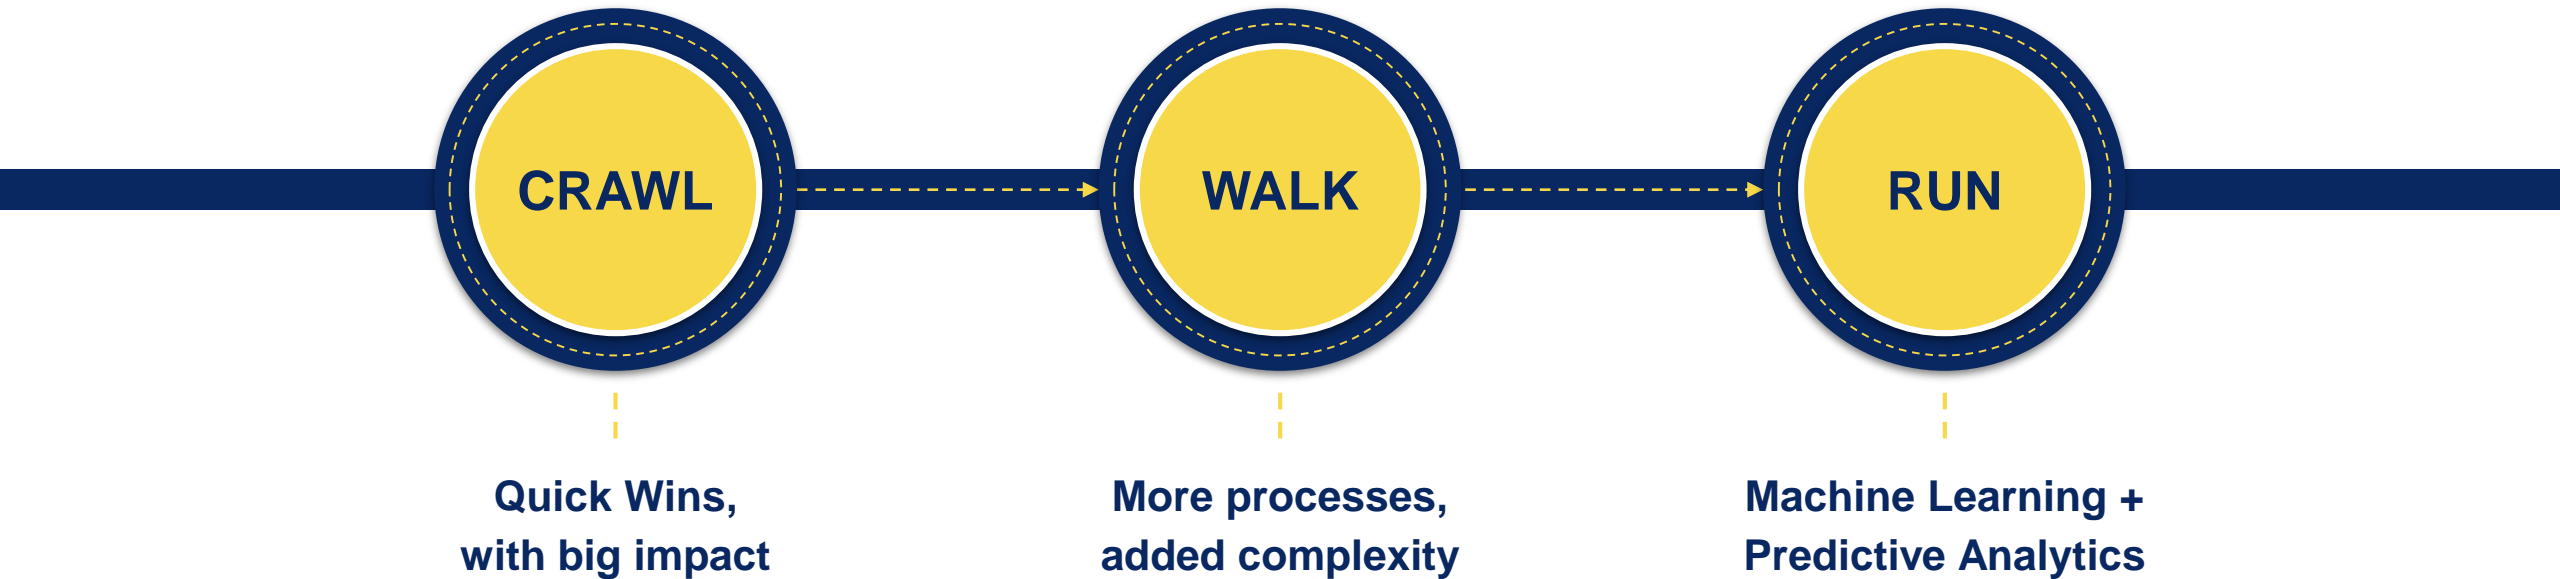 CRAWL
WALK
RUN
Quick Wins,
with big impact
More processes,
added complexity
Machine Learning +
Predictive Analytics